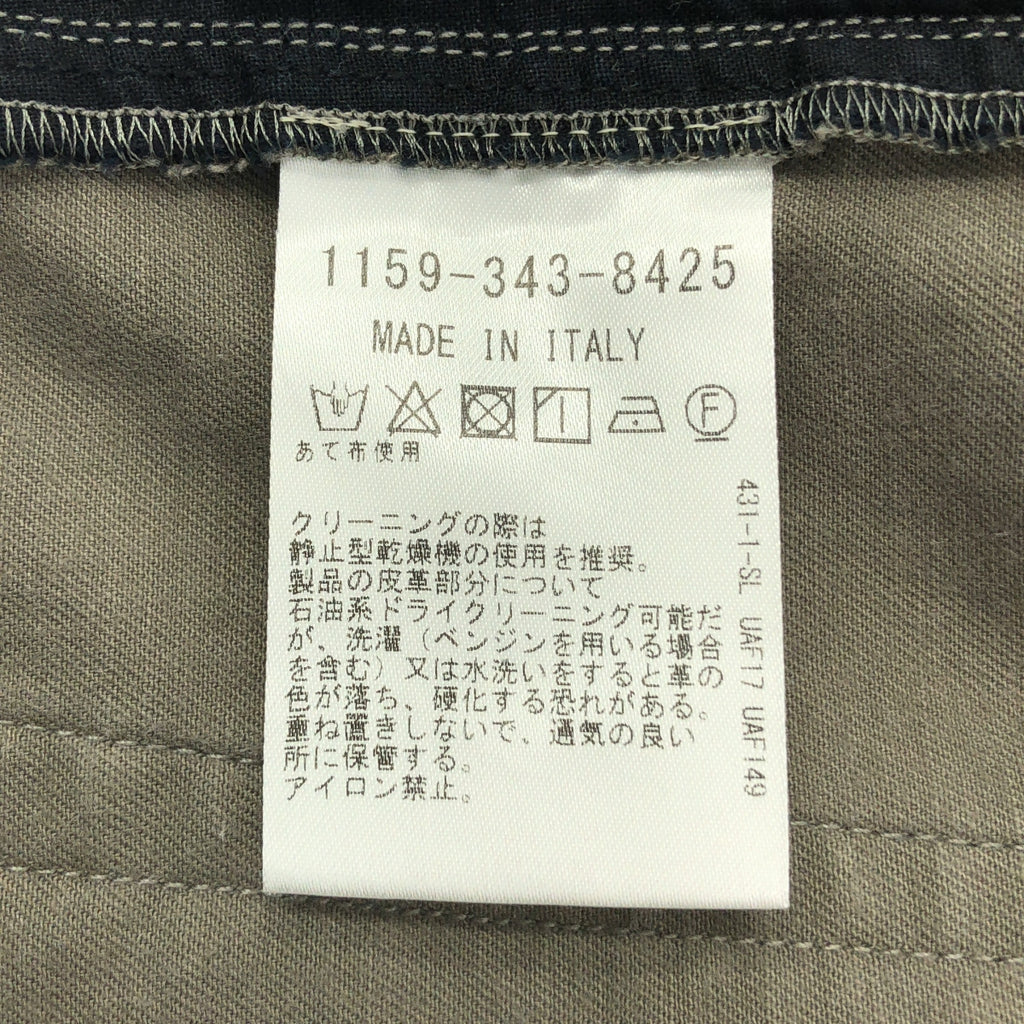 1159-343-8425
MADE IN ITALY
F
あて布使用
クリーニングの際は
静止型乾燥機の使用を推奨。
製品の皮革部分について
石油系ドライクリーニング可能だ
が、洗濯（ベンジンを用いる場合
を含む）又は水洗いをすると革の
色が落ち、硬化する恐れがある。
重ね置きしないで、通気の良い
所に保管する。
アイロン禁止。
431-1-SL UAF17 UAF149